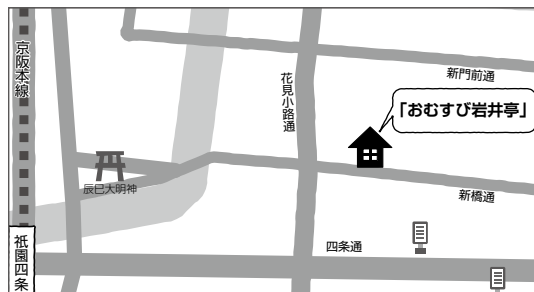 京阪本線
花見小路通
新門前通
「おむすび岩井亭」
辰巳大明神
新橋通
四条通
祇園四条